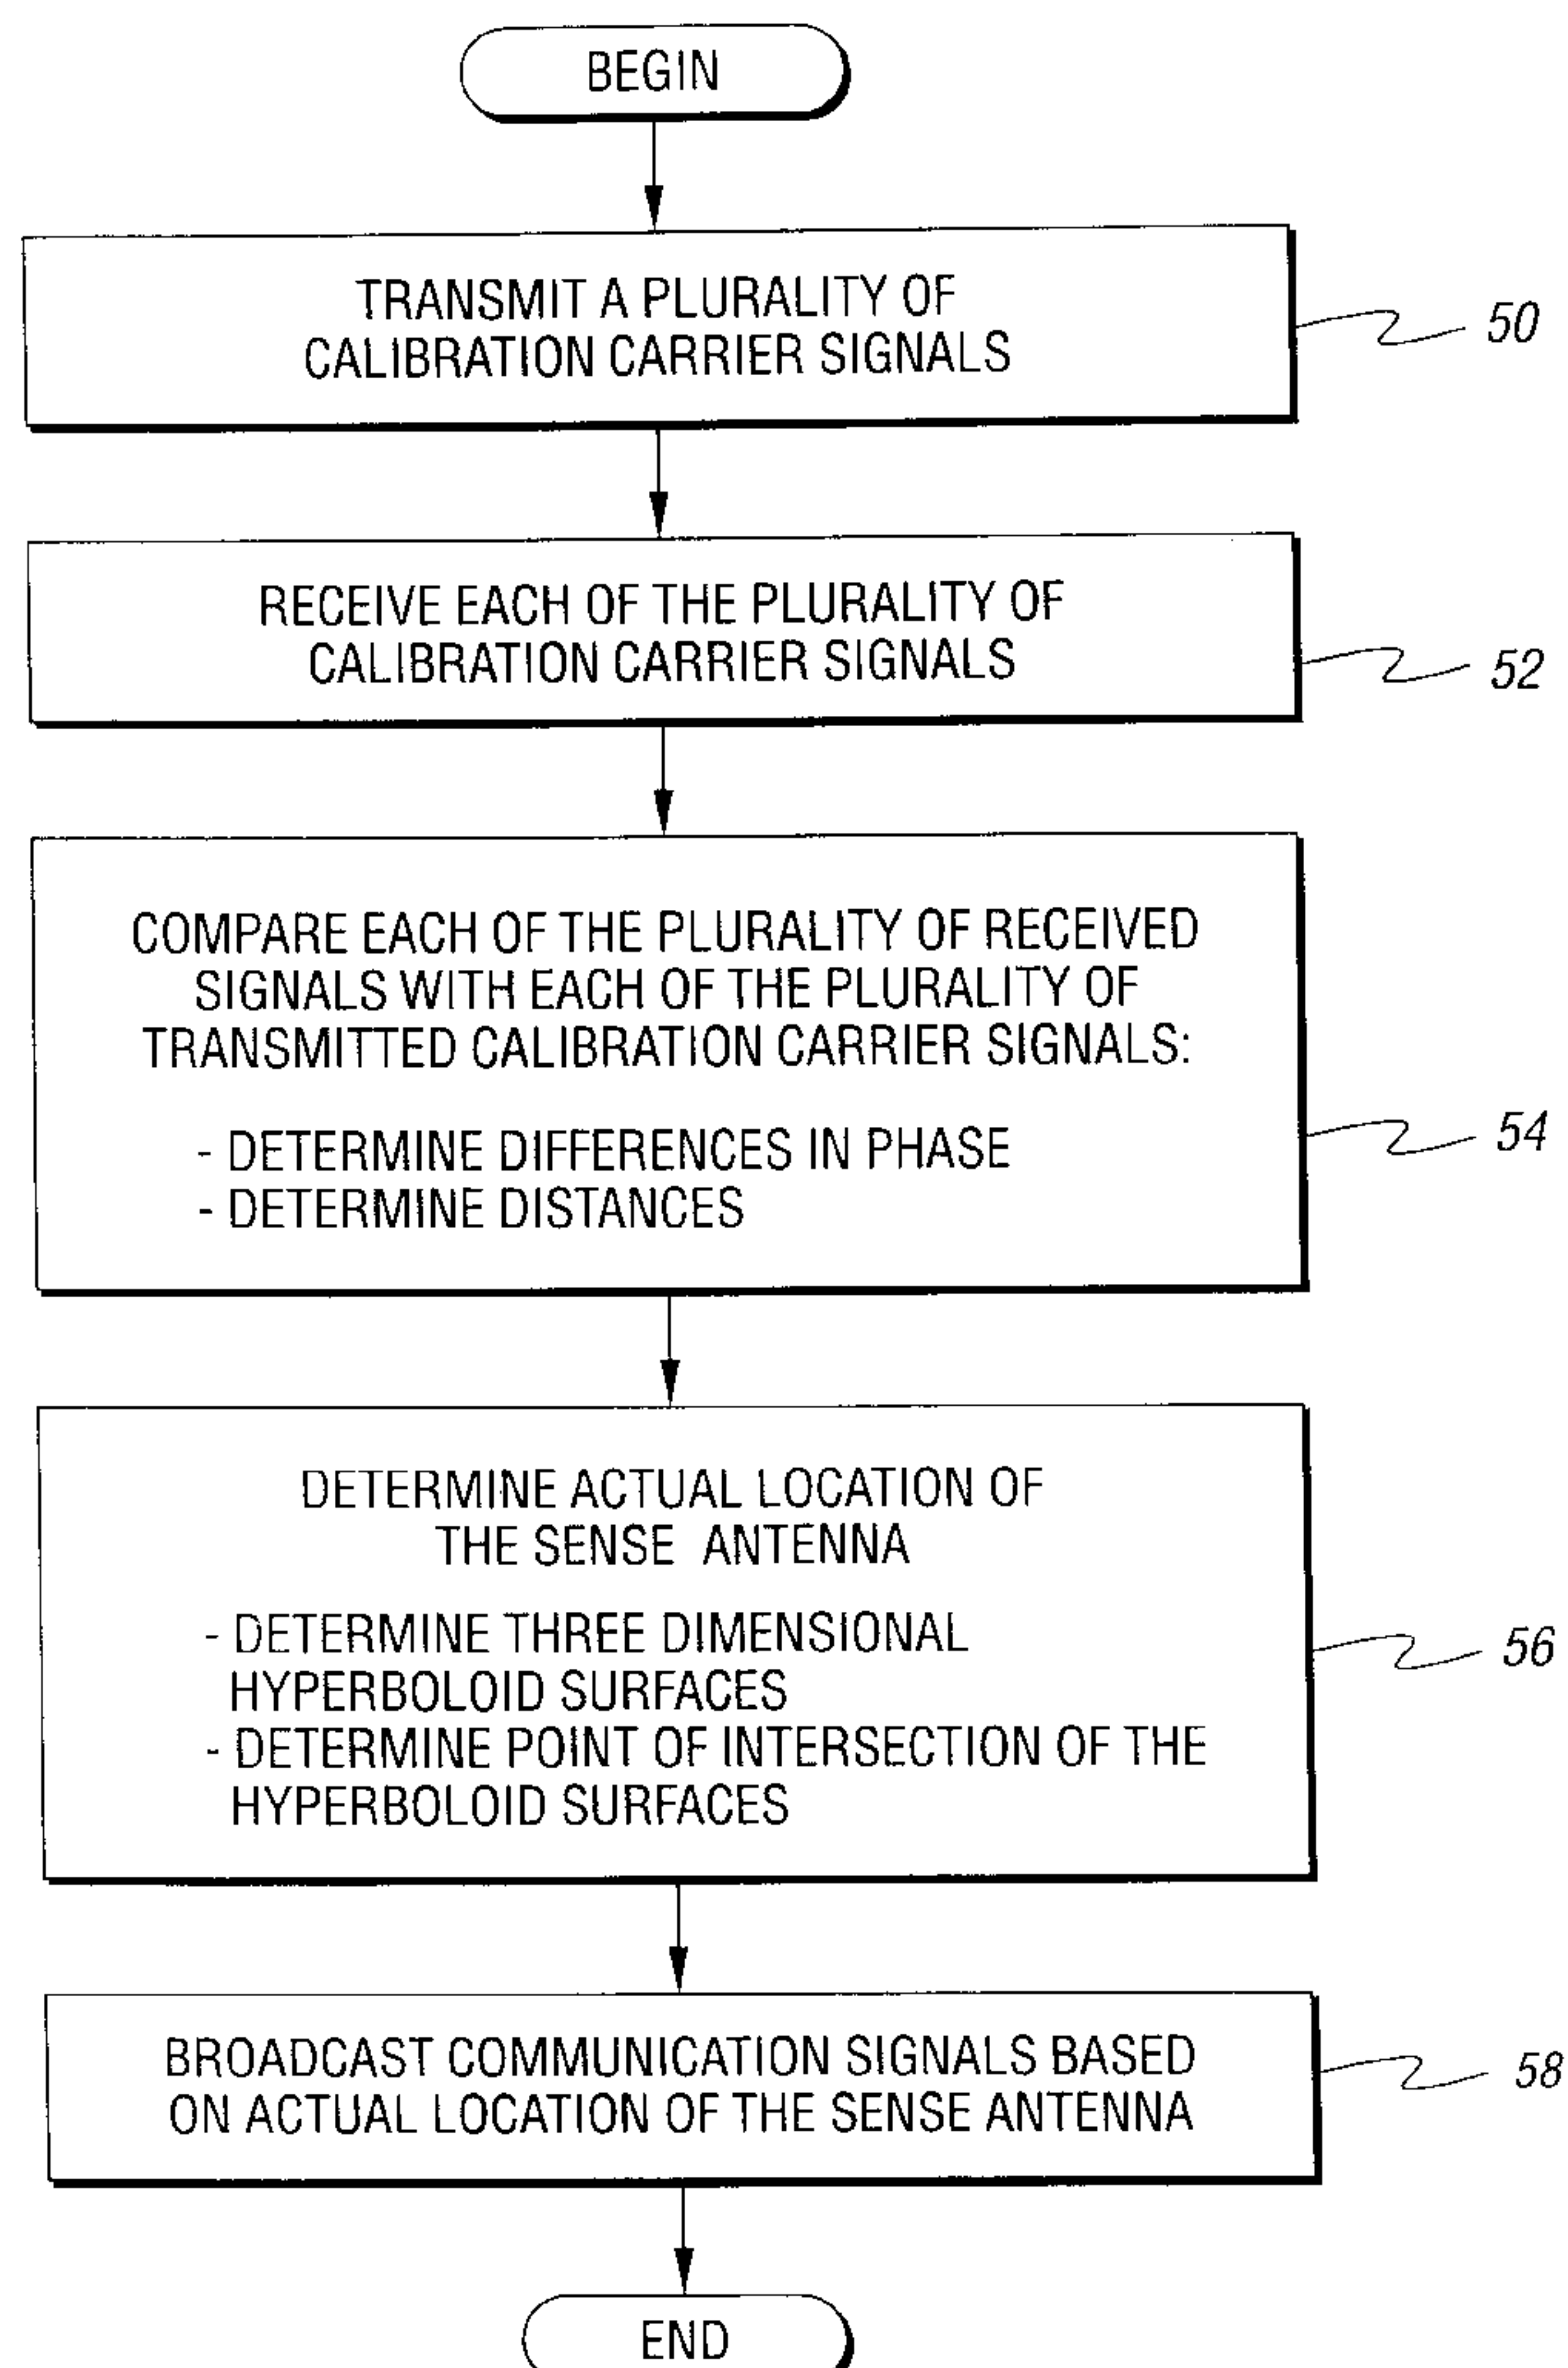 BEGIN
TRANSMIT A PLURALITY OF
CALIBRATION CARRIER SIGNALS
50
RECEIVE EACH OF THE PLURALITY OF
CALIBRATION CARRIER SIGNALS
52
COMPARE EACH OF THE PLURALITY OF RECEIVED
SIGNALS WITH EACH OF THE PLURALITY OF
TRANSMITTED CALIBRATION CARRIER SIGNALS:
- DETERMINE DIFFERENCES IN PHASE
- DETERMINE DISTANCES
54
DETERMINE ACTUAL LOCATION OF
THE SENSE ANTENNA
- DETERMINE THREE DIMENSIONAL
HYPERBOLOID SURFACES
- DETERMINE POINT OF INTERSECTION OF THE
HYPERBOLOID SURFACES
56
BROADCAST COMMUNICATION SIGNALS BASED
ON ACTUAL LOCATION OF THE SENSE ANTENNA
58
END